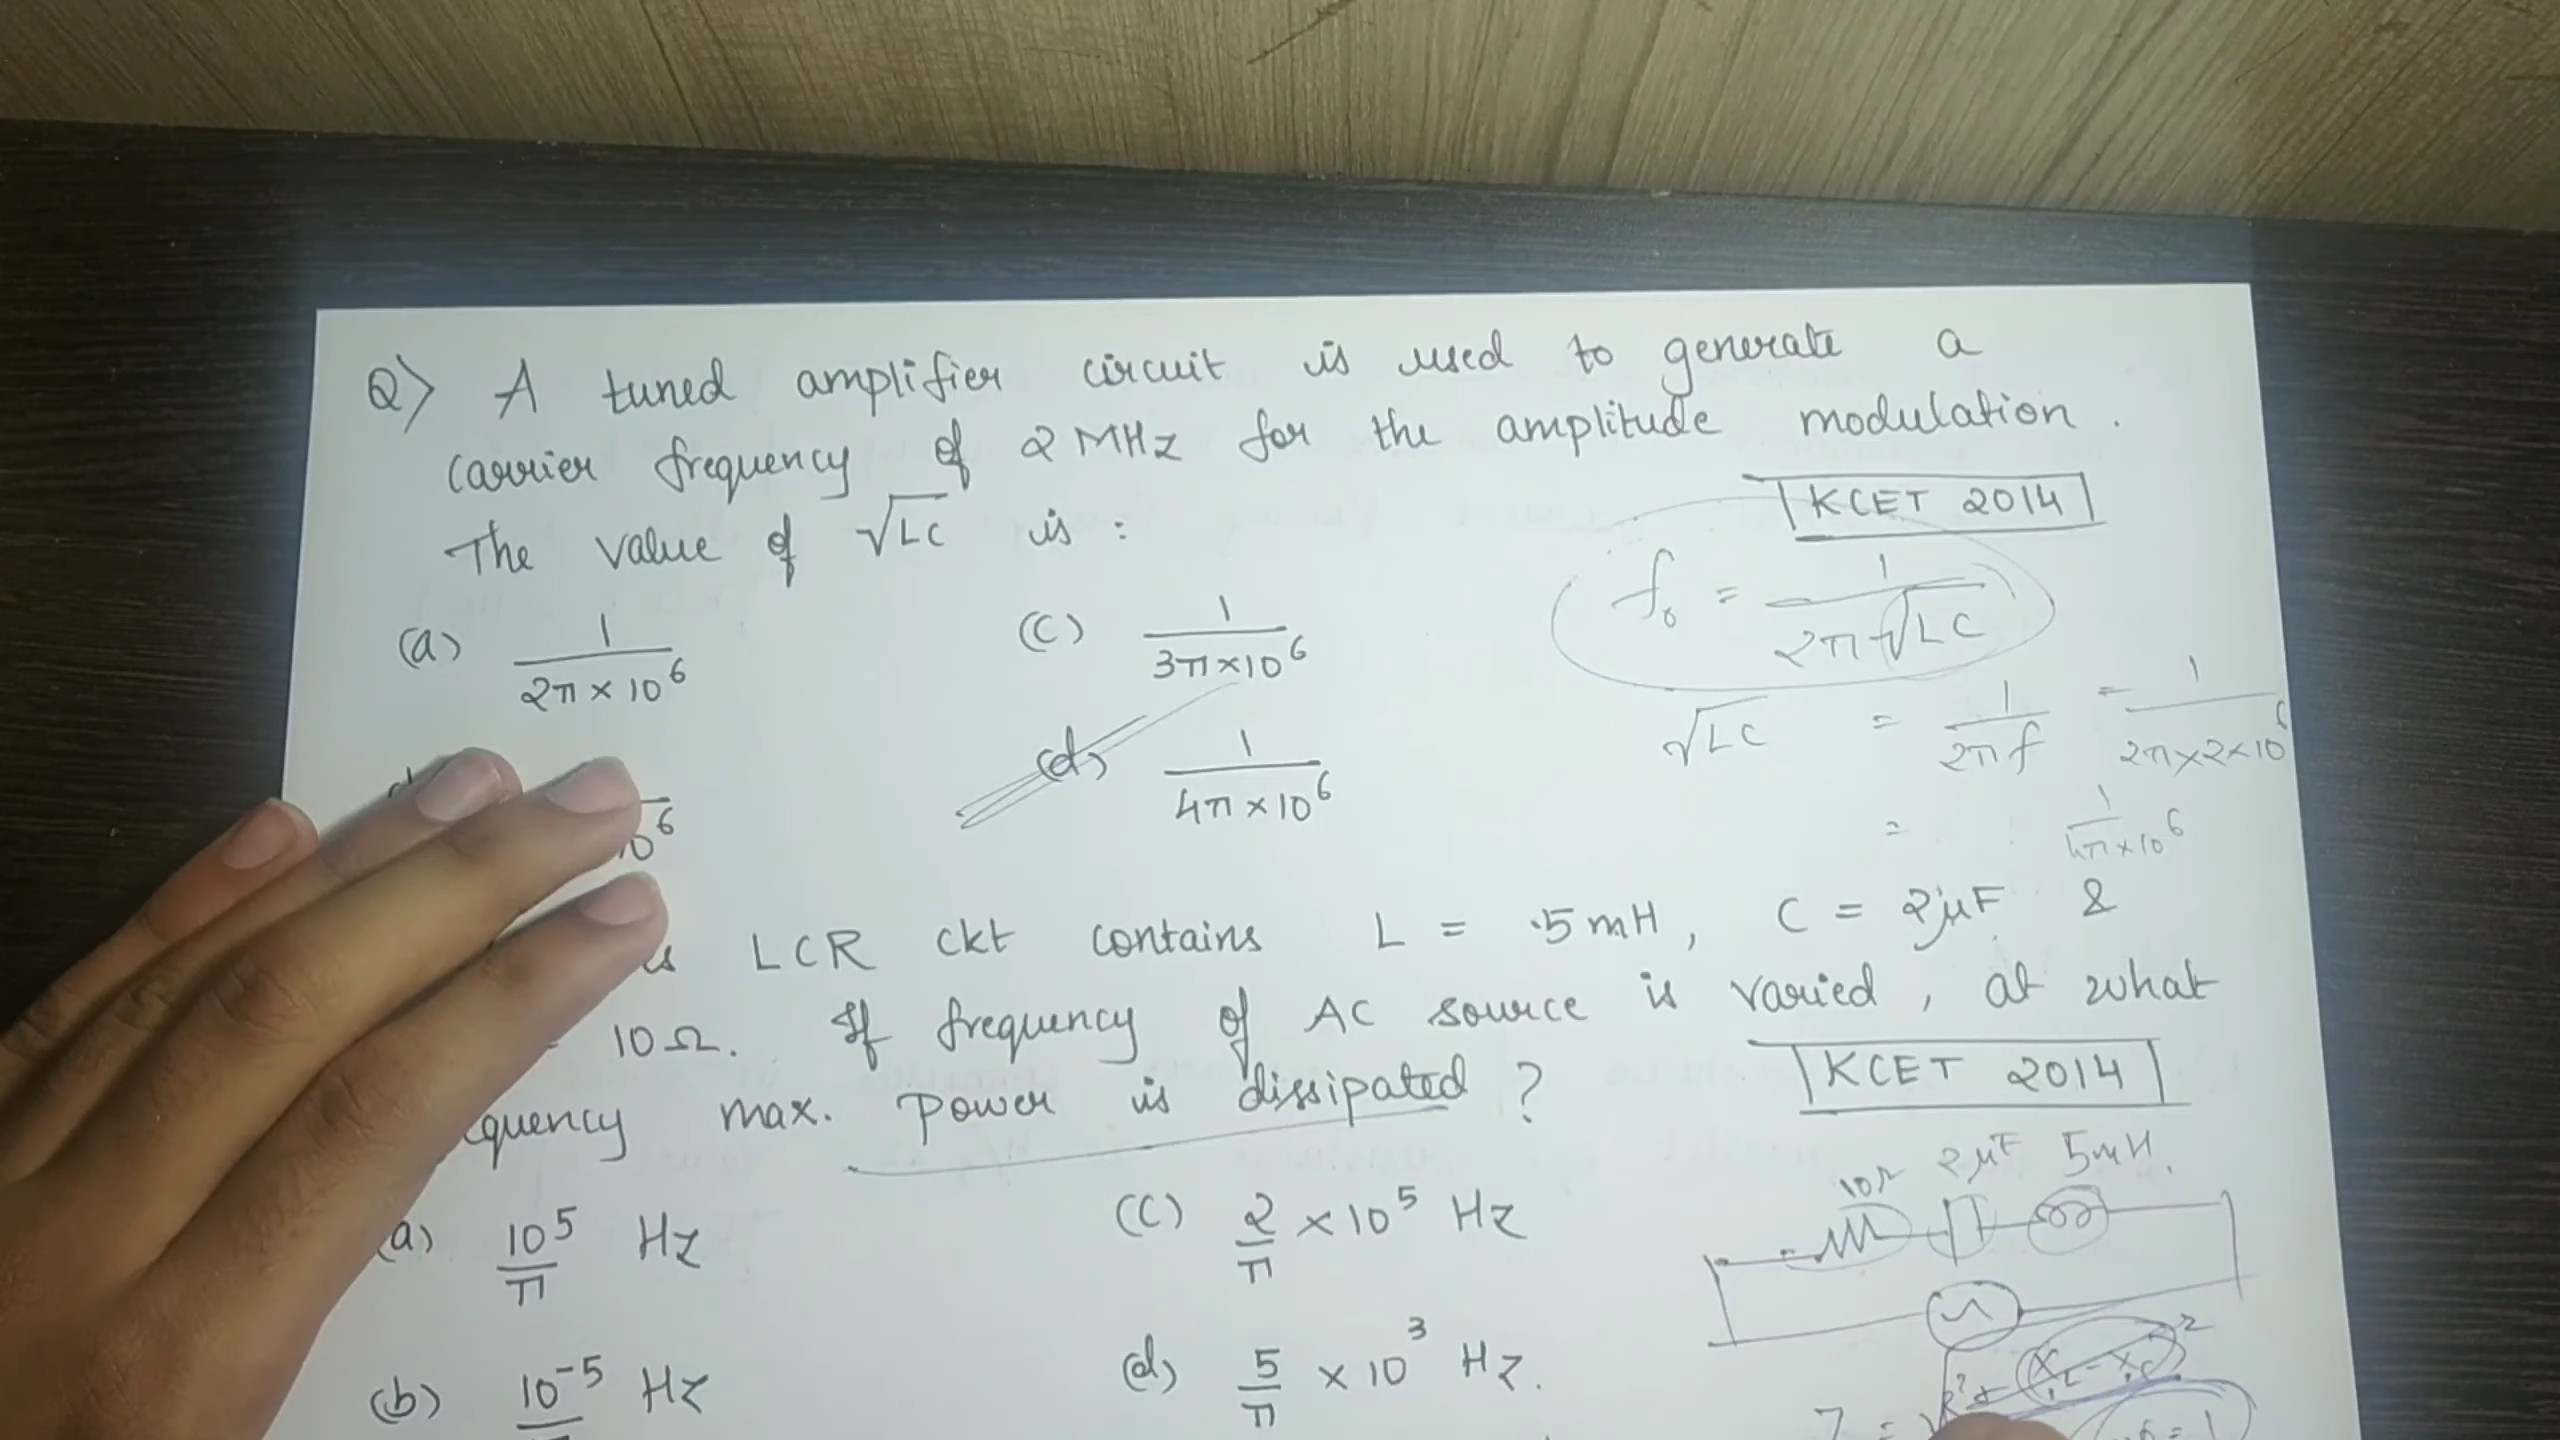 Q) A tuned amplifier circuit is used to generate a
carrier frequency of 2 MHz for the amplitude modulation.
KCET 2014
The value of √LC is :
f₀ = 1/2π√LC
(a) 1/2π × 10⁶
(c) 1/3π × 10⁶
√LC = 1/2πf = 1/2π×2×10⁶
(d) 1/4π × 10⁶
= 1/4π×10⁶
10⁶
LCR ckt contains L = .5 mH, C = 2μF &
10Ω. If frequency of AC source is varied, at what
KCET 2014
quency max. power is dissipated ?
10Ω 2μF 5mH.
(a) 10⁵/π Hz
(c) 2/π × 10⁵ Hz
(b) 10⁻⁵ Hz
(d) 5/π × 10³ Hz.